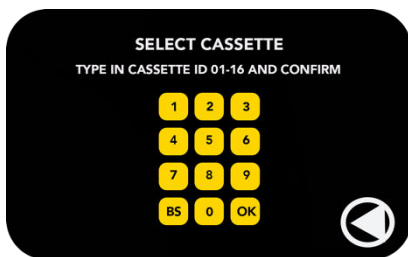 SELECT CASSETTE
TYPE IN CASSETTE ID 01-16 AND CONFIRM
1 2 3
4 5 6
7 8 9
BS 0 OK